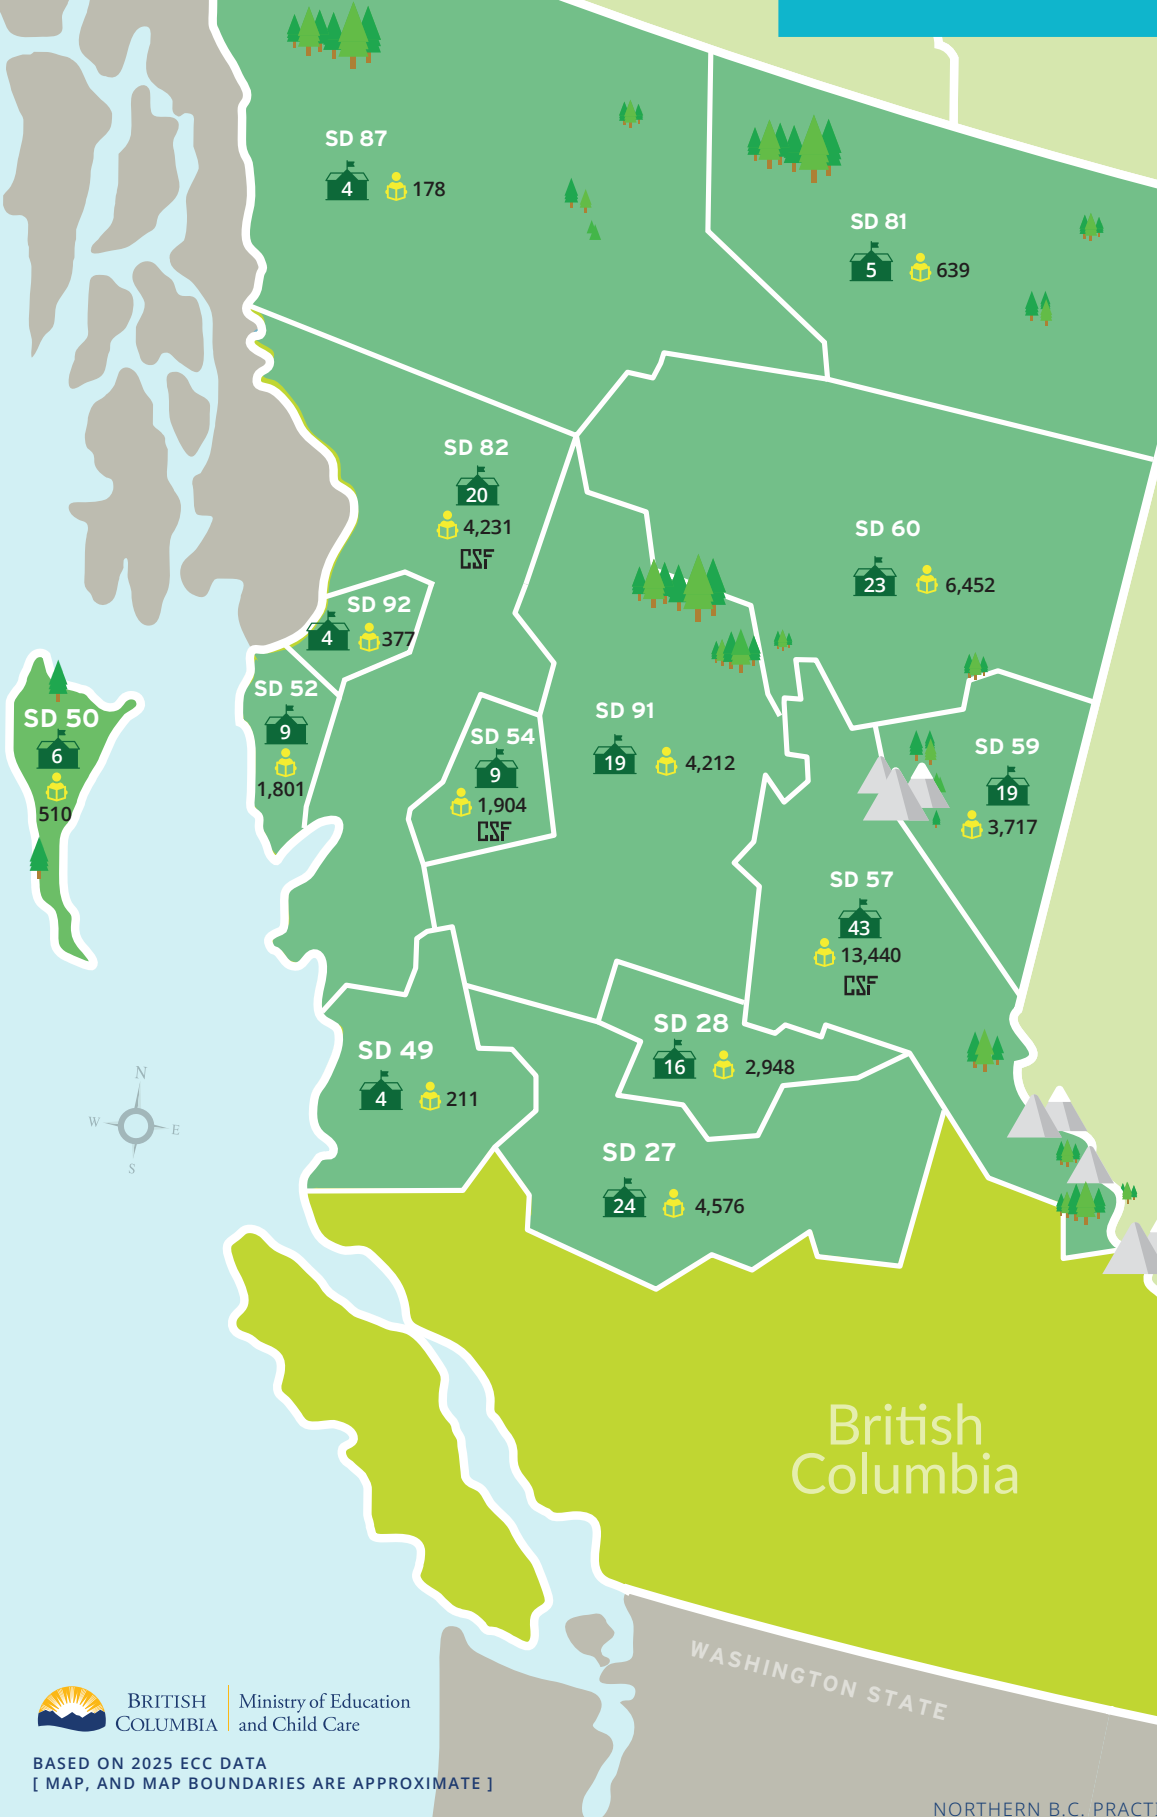 SD 87
4 178
SD 81
5 639
SD 82
20
4,231
CSF
SD 60
23 6,452
SD 92
4 377
SD 52
9
1,801
SD 50
6
510
SD 54
9
1,904
CSF
SD 91
19 4,212
SD 59
19
3,717
SD 57
43
13,440
CSF
SD 28
16 2,948
SD 49
4 211
SD 27
24 4,576
N
W E
S
British
Columbia
WASHINGTON STATE
BRITISH
COLUMBIA
Ministry of Education
and Child Care
BASED ON 2025 ECC DATA
[ MAP, AND MAP BOUNDARIES ARE APPROXIMATE ]
NORTHERN B.C.